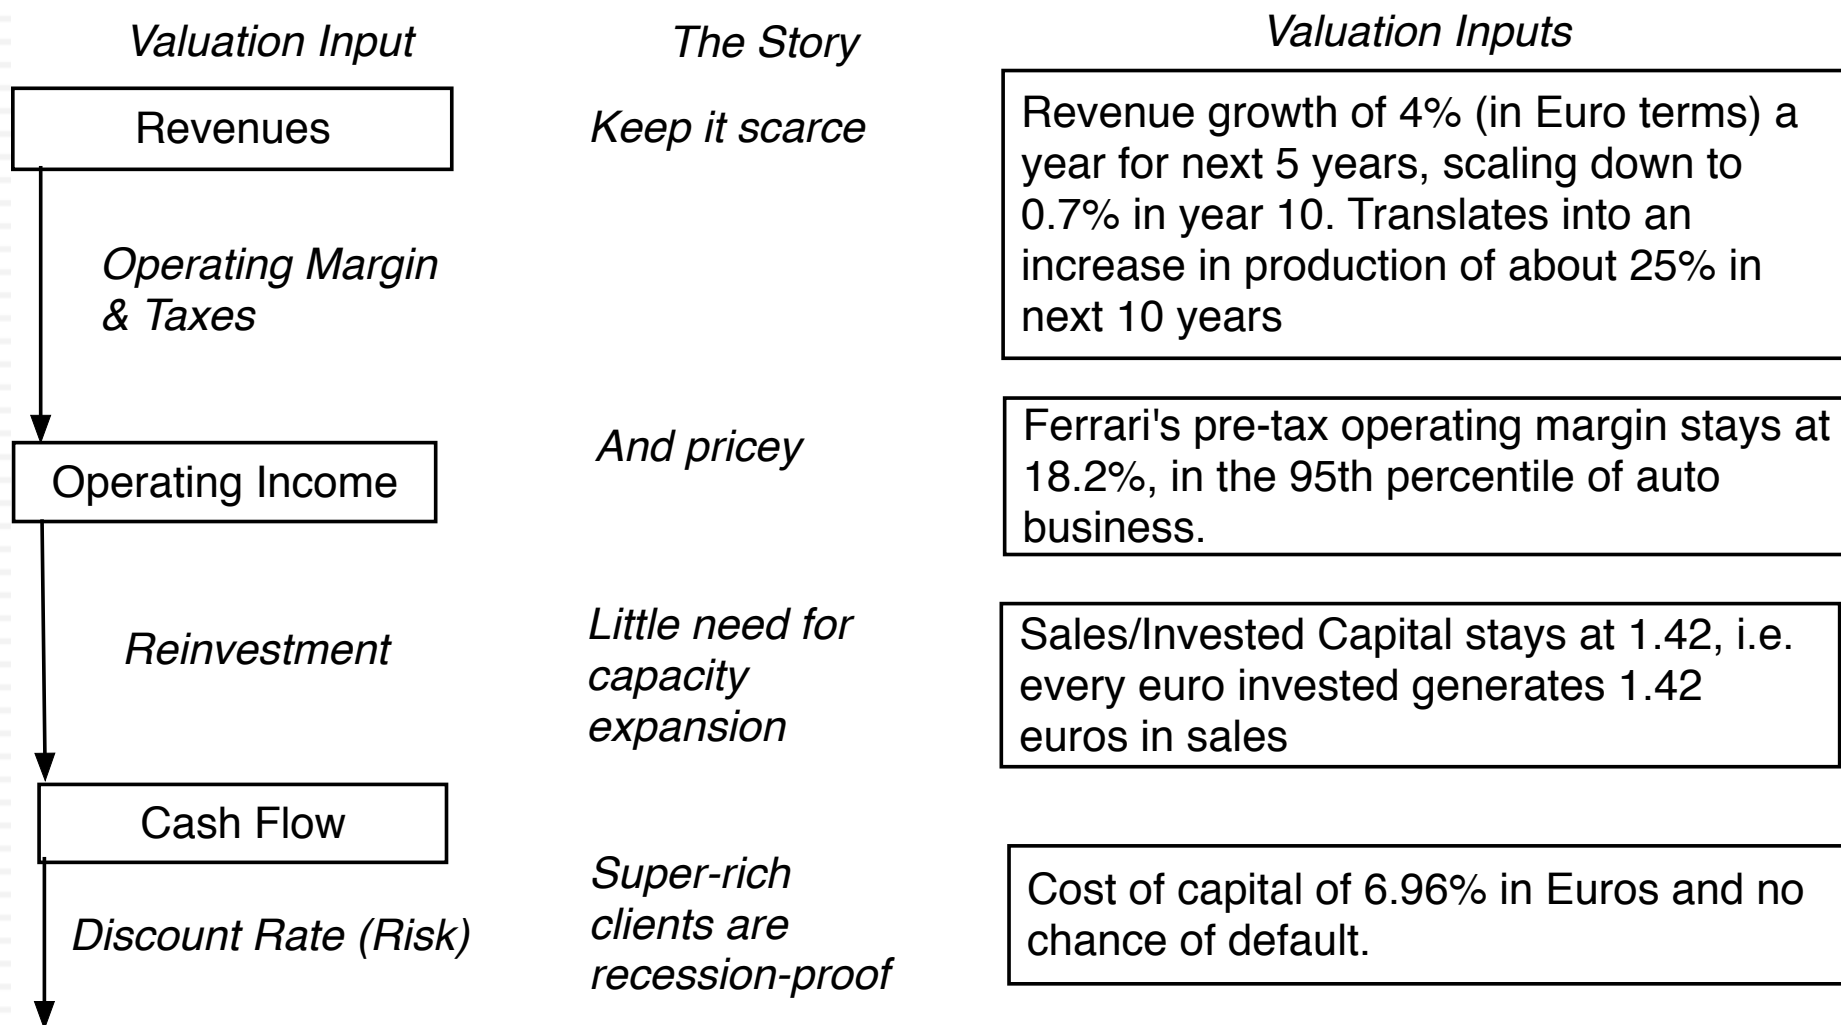 Valuation Input
The Story
Valuation Inputs
Revenues
Keep it scarce
Revenue growth of 4% (in Euro terms) a
year for next 5 years, scaling down to
0.7% in year 10. Translates into an
increase in production of about 25% in
next 10 years
Operating Margin
& Taxes
Operating Income
And pricey
Ferrari's pre-tax operating margin stays at
18.2%, in the 95th percentile of auto
business.
Reinvestment
Little need for
capacity
expansion
Sales/Invested Capital stays at 1.42, i.e.
every euro invested generates 1.42
euros in sales
Cash Flow
Discount Rate (Risk)
Super-rich
clients are
recession-proof
Cost of capital of 6.96% in Euros and no
chance of default.